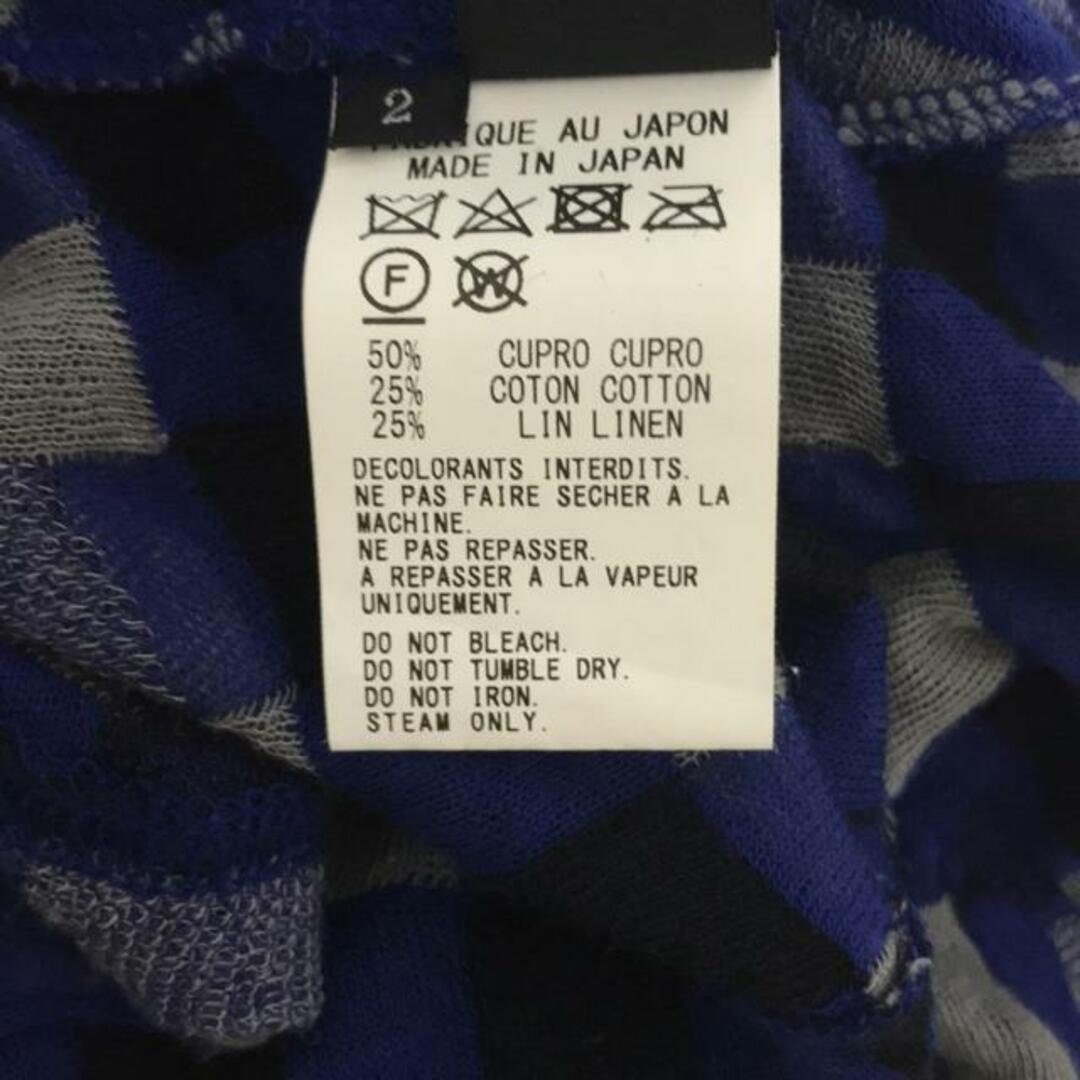 2
QUE AU JAPON
MADE IN JAPAN
F W
50% CUPRO CUPRO
25% COTON COTTON
25% LIN LINEN
DECOLORANTS INTERDITS.
NE PAS FAIRE SECHER A LA
MACHINE.
NE PAS REPASSER.
A REPASSER A LA VAPEUR
UNIQUEMENT.
DO NOT BLEACH.
DO NOT TUMBLE DRY.
DO NOT IRON.
STEAM ONLY.